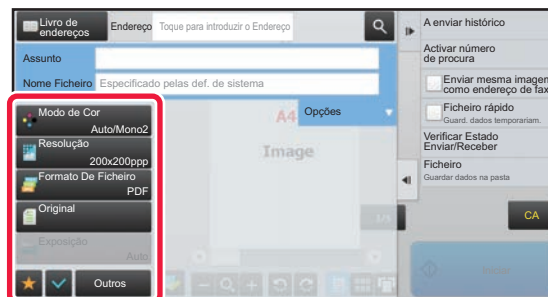 Livro de
endereços
Endereço
Toque para introduzir o Endereço
Assunto
Nome Ficheiro
Especificado pelas def. de sistema
Modo de Cor
Auto/Mono2
Resolução
200x200ppp
Formato De Ficheiro
PDF
Original
Exposição
Auto
Outros
A4
Opções
Image
1/1
A enviar histórico
Activar número
de procura
Enviar mesma imagem
como endereço de fax
Ficheiro rápido
Guard. dados temporariam.
Verificar Estado
Enviar/Receber
Ficheiro
Guardar dados na pasta
CA
Iniciar